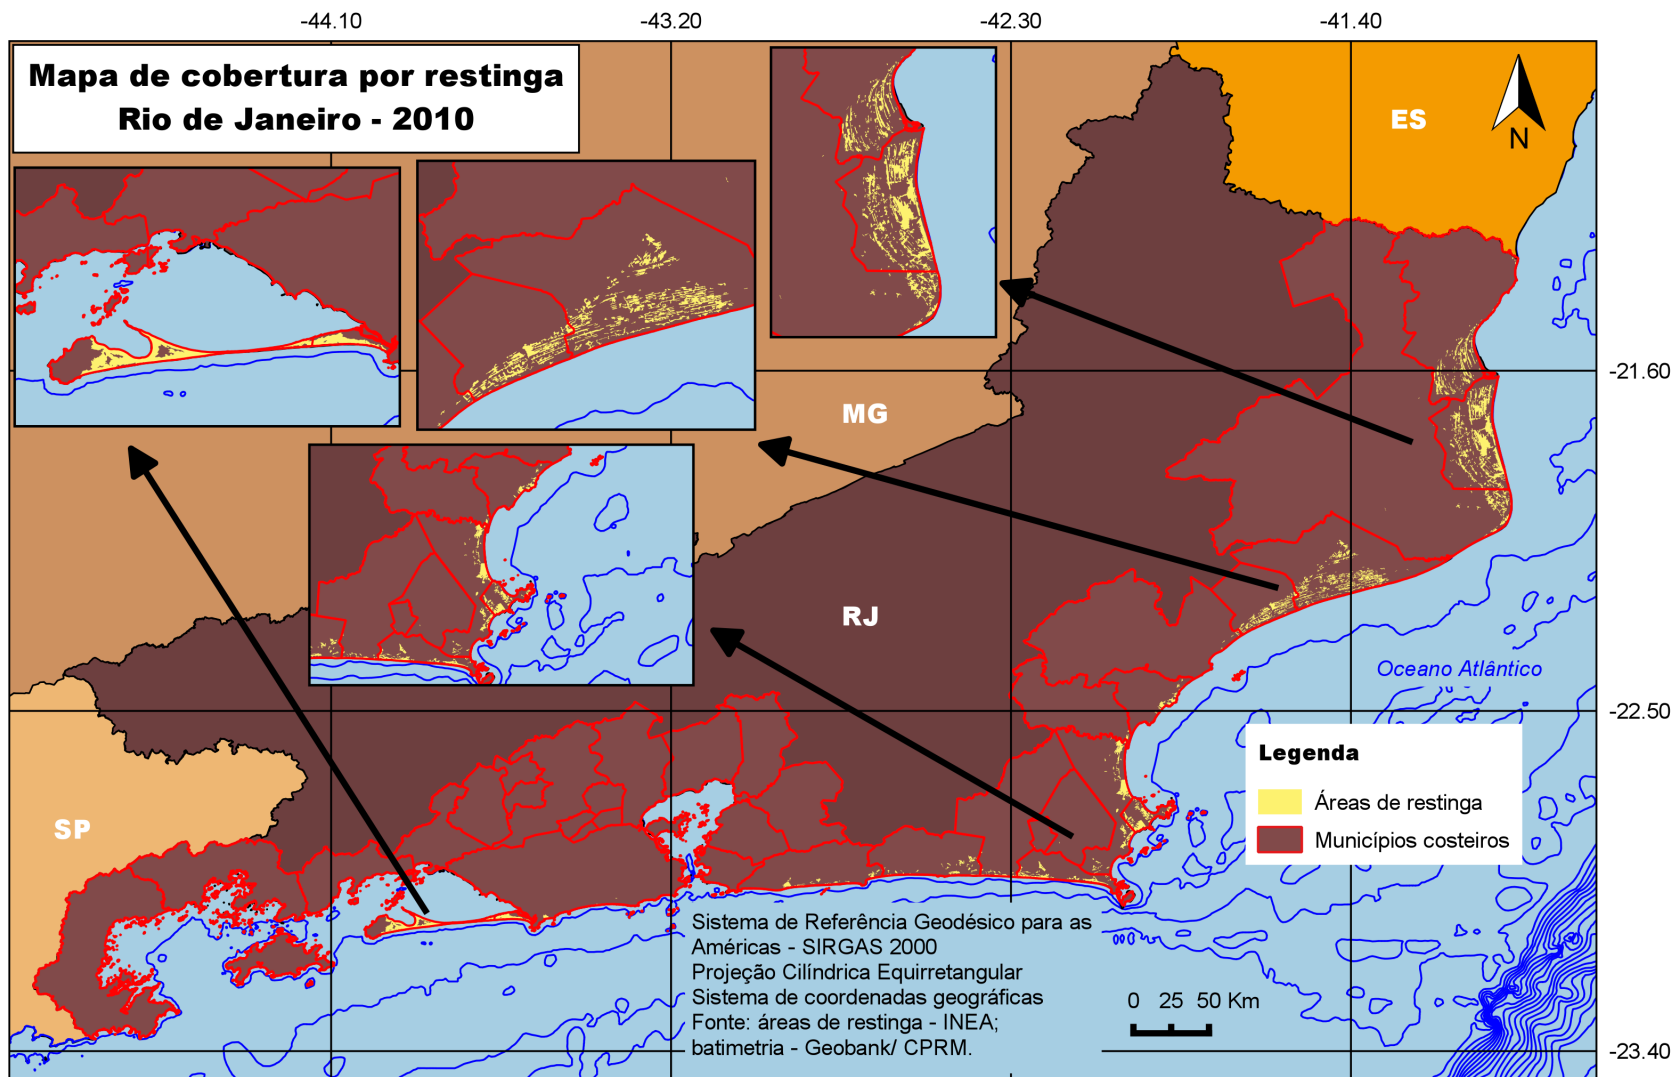 -44.10
-43.20
-42.30
-41.40
Mapa de cobertura por restinga
Rio de Janeiro - 2010
ES
N
-21.60
MG
RJ
Oceano Atlântico
-22.50
Legenda
Áreas de restinga
Municípios costeiros
SP
Sistema de Referência Geodésico para as
Américas - SIRGAS 2000
Projeção Cilíndrica Equirretangular
Sistema de coordenadas geográficas
Fonte: áreas de restinga - INEA;
batimetria - Geobank/ CPRM.
0 25 50 Km
-23.40